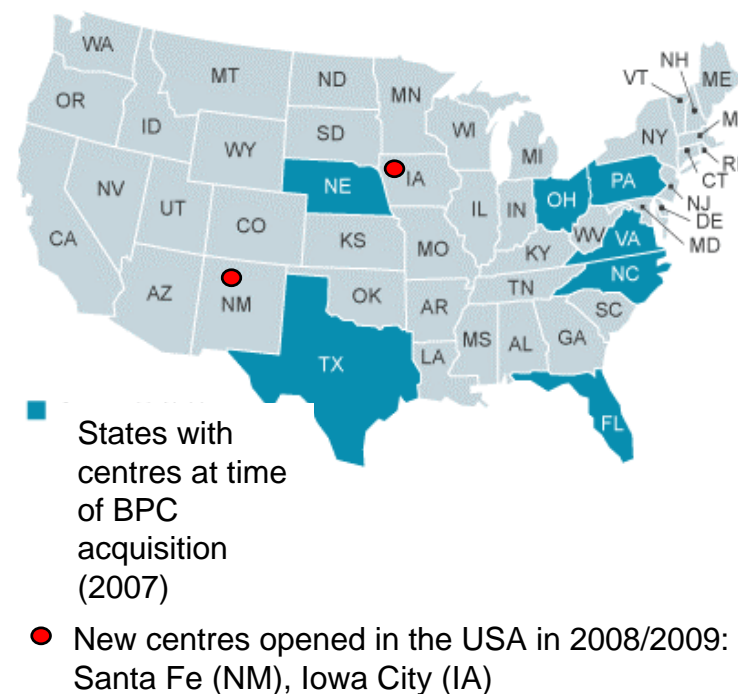 WA
NH
VT
ME
MT
ND
MN
OR
ID
SD
WI
NY
M
WY
MI
RI
CT
NE
IA
PA
OH
NJ
NV
UT
IL
IN
DE
CO
WV
VA
MD
CA
KS
MO
KY
NC
AZ
NM
OK
TN
AR
SC
MS
AL
GA
TX
LA
FL
States with
centres at time
of BPC
acquisition
(2007)
New centres opened in the USA in 2008/2009:
Santa Fe (NM), Iowa City (IA)